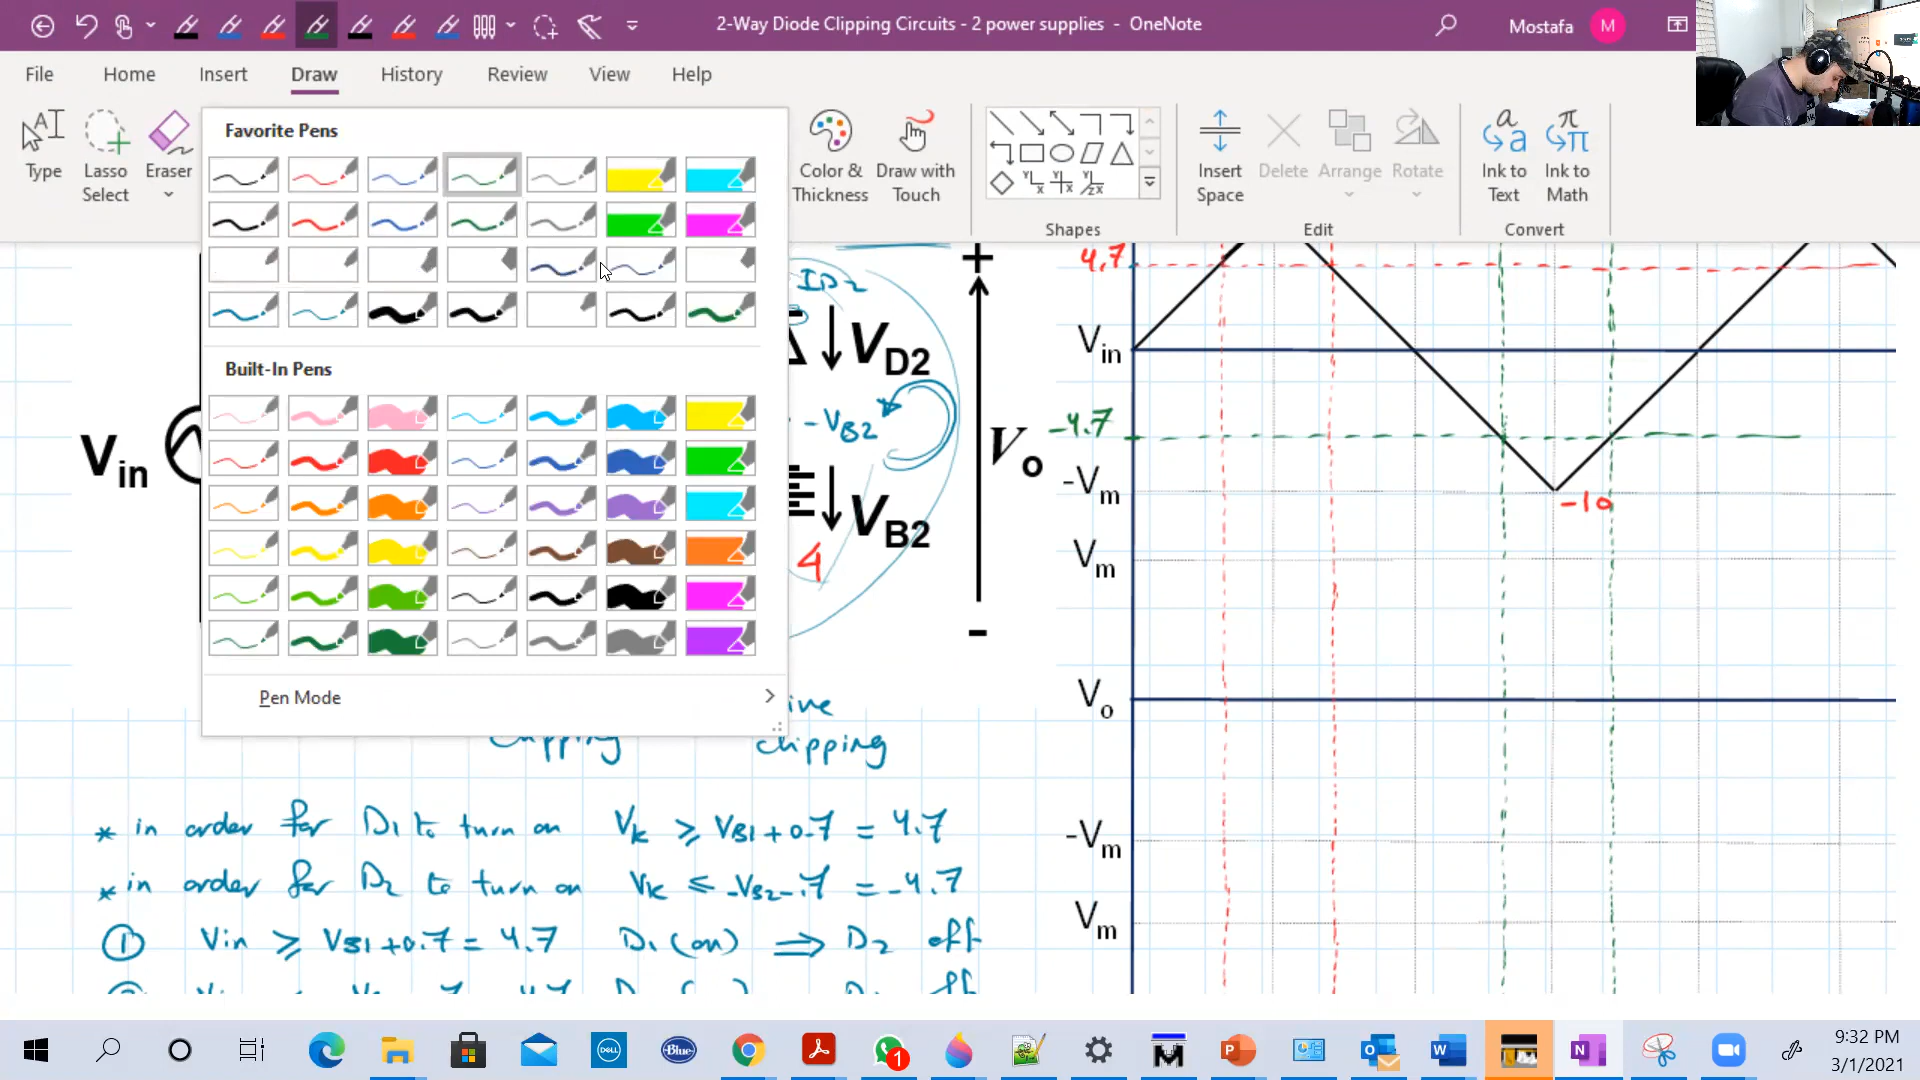 2-Way Diode Clipping Circuits - 2 power supplies - OneNote
Mostafa
M
File
Home
Insert
Draw
History
Review
View
Help
Type
Lasso Select
Eraser
Favorite Pens
Built-In Pens
Pen Mode
Color & Thickness
Draw with Touch
Shapes
Insert Space
Delete
Arrange
Rotate
Edit
Ink to Text
Ink to Math
Convert
Vin
ID2
VD2
-VB2
VB2
4
+
Vo
-
4.7
Vin
-4.7
-Vm
-10
Vm
Vo
-Vm
Vm
clipping
clipping
* in order for D1 to turn on Vk ≥ VB1 + 0.7 = 4.7
* in order for D2 to turn on Vk ≤ -VB2 - .7 = -4.7
① Vin ≥ VB1 + 0.7 = 4.7 D1 (on) ⟹ D2 off
DELL
Blue
1
9:32 PM
3/1/2021